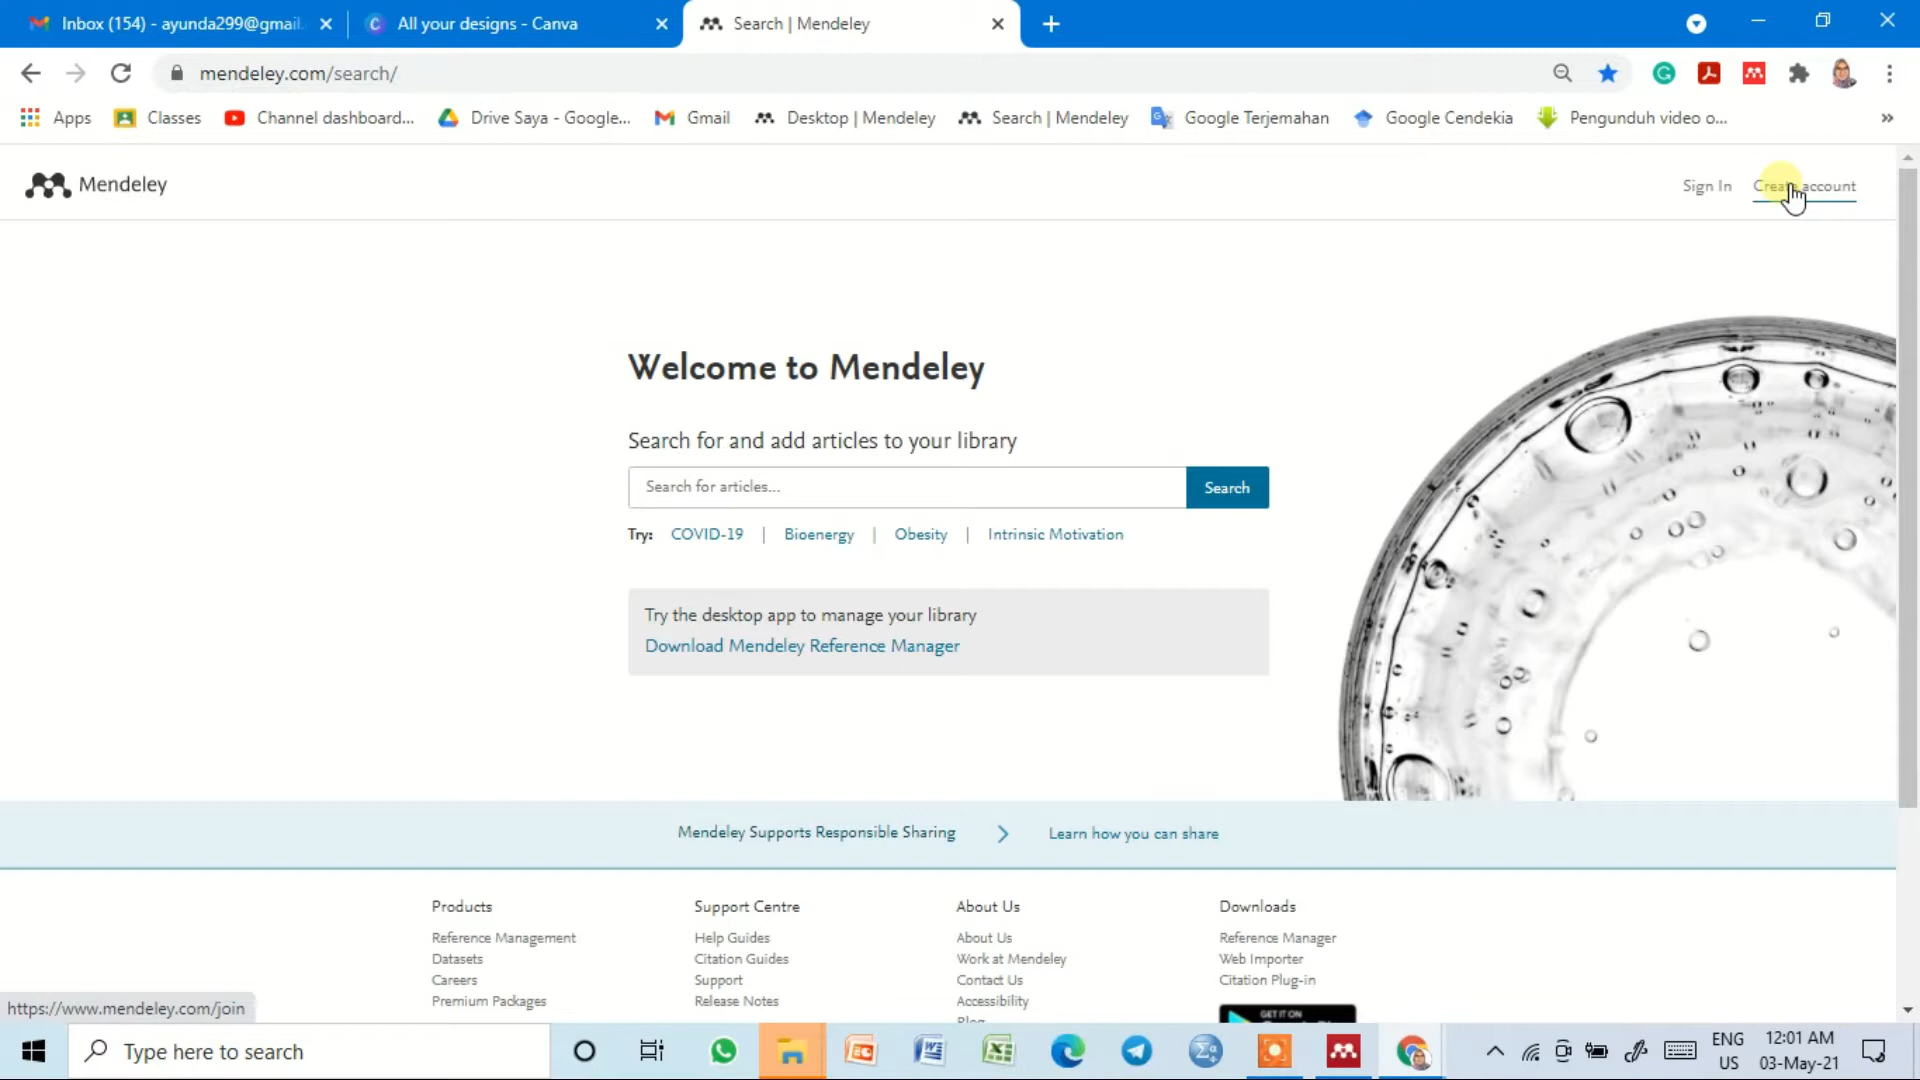 Inbox (154) - ayunda299@gmail.
All your designs - Canva
Search | Mendeley
mendeley.com/search/
Apps
Classes
Channel dashboard...
Drive Saya - Google...
Gmail
Desktop | Mendeley
Search | Mendeley
Google Terjemahan
Google Cendekia
Pengunduh video o...
»
Mendeley
Sign In
Create account
Welcome to Mendeley
Search for and add articles to your library
Search for articles...
Search
Try: COVID-19 | Bioenergy | Obesity | Intrinsic Motivation
Try the desktop app to manage your library
Download Mendeley Reference Manager
Mendeley Supports Responsible Sharing
Learn how you can share
Products
Reference Management
Datasets
Careers
Premium Packages
Support Centre
Help Guides
Citation Guides
Support
Release Notes
About Us
About Us
Work at Mendeley
Contact Us
Accessibility
Blog
Downloads
Reference Manager
Web Importer
Citation Plug-in
GET IT ON
https://www.mendeley.com/join
Type here to search
ENG
US
12:01 AM
03-May-21